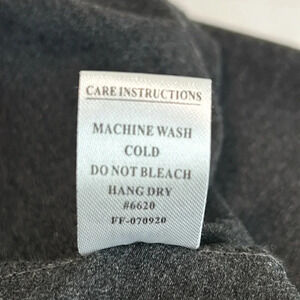 CARE INSTRUCTIONS
MACHINE WASH
COLD
DO NOT BLEACH
HANG DRY
#6620
FF-070920